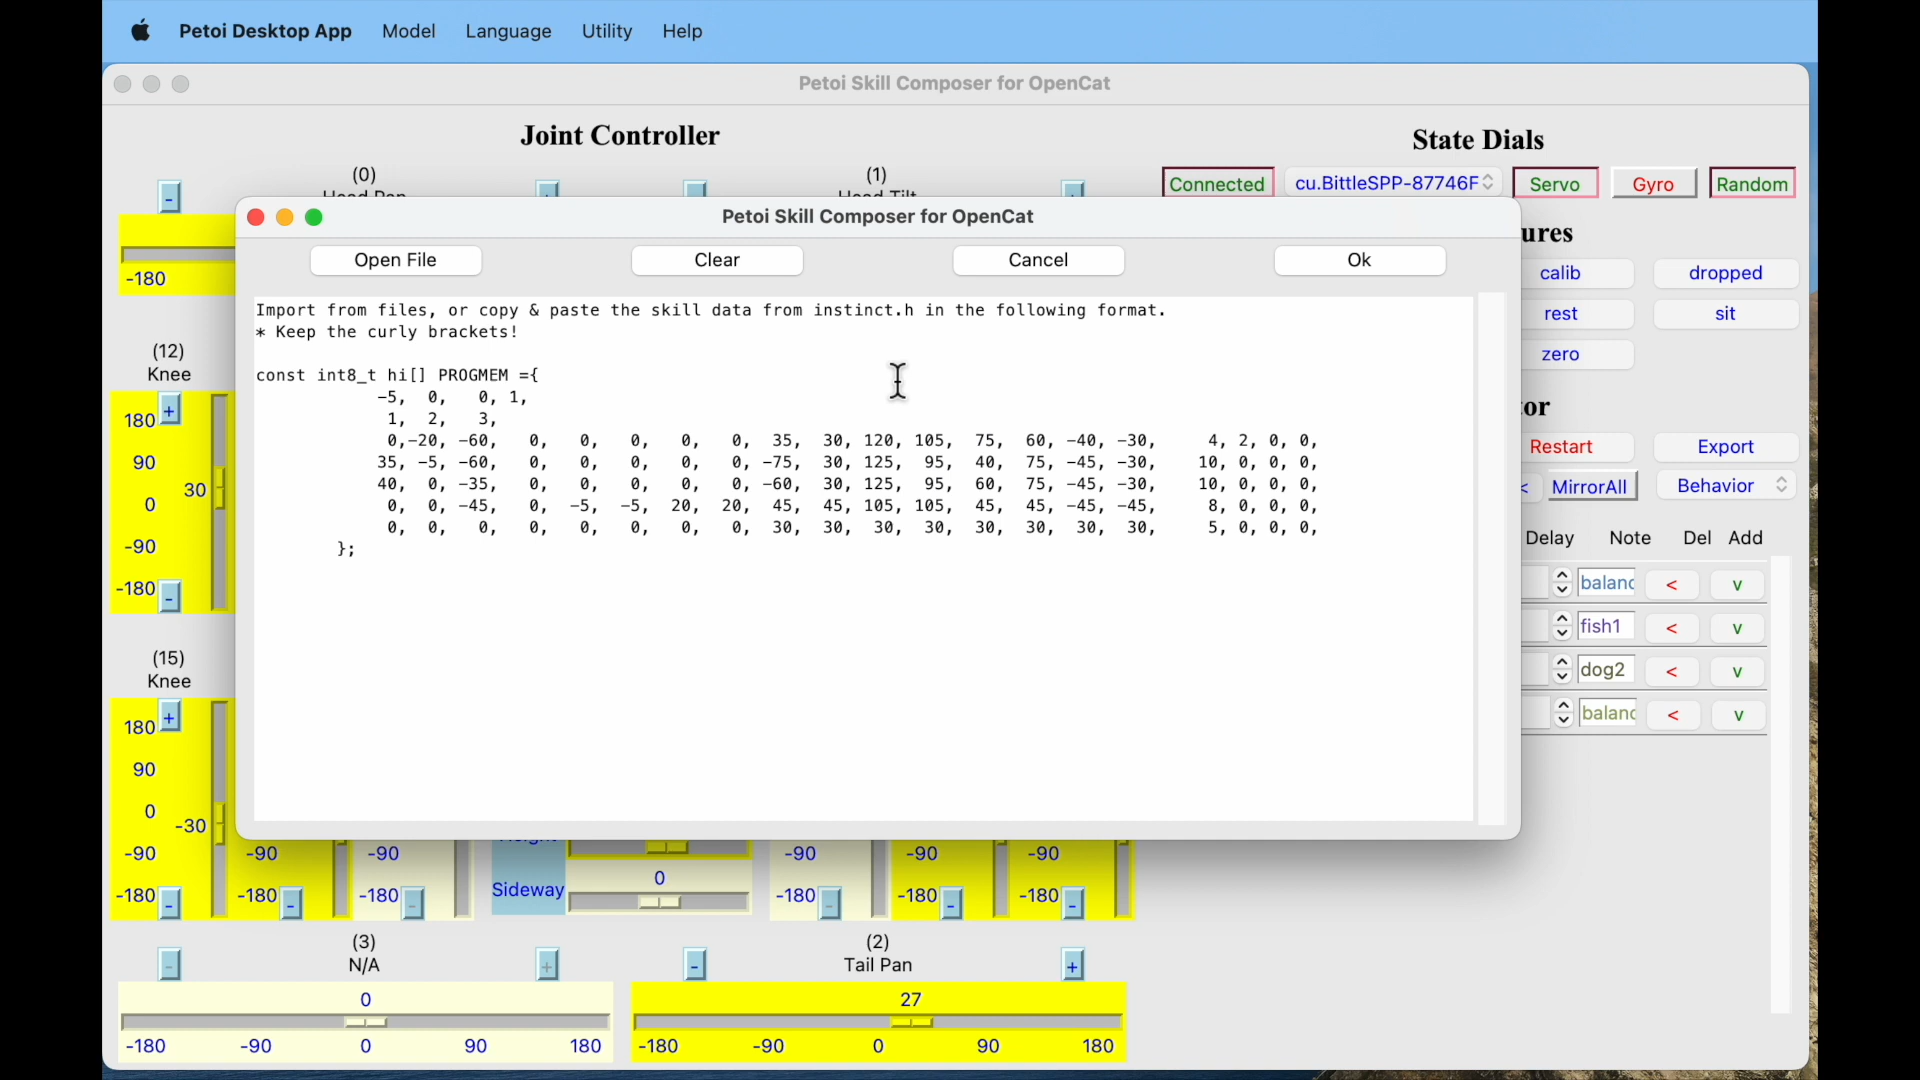 Petoi Desktop App Model Language Utility Help
Petoi Skill Composer for OpenCat
Joint Controller
State Dials
(0)
(1)
Connected cu.BittleSPP-87746F Servo Gyro Random
Petoi Skill Composer for OpenCat
Open File Clear Cancel Ok
Import from files, or copy & paste the skill data from instinct.h in the following format.
* Keep the curly brackets!
const int8_t hi[] PROGMEM ={
-5, 0, 0, 1,
1, 2, 3,
0,-20, -60, 0, 0, 0, 0, 0, 35, 30, 120, 105, 75, 60, -40, -30, 4, 2, 0, 0,
35, -5, -60, 0, 0, 0, 0, 0, -75, 30, 125, 95, 40, 75, -45, -30, 10, 0, 0, 0,
40, 0, -35, 0, 0, 0, 0, 0, -60, 30, 125, 95, 60, 75, -45, -30, 10, 0, 0, 0,
0, 0, -45, 0, -5, -5, 20, 20, 45, 45, 105, 105, 45, 45, -45, -45, 8, 0, 0, 0,
0, 0, 0, 0, 0, 0, 0, 0, 30, 30, 30, 30, 30, 30, 30, 30, 5, 0, 0, 0,
};
- -180
(12)
Knee
180 +
90
0 30
-90
-180 -
(15)
Knee
180 +
90
0 -30
-90 -90 -90
-180 - -180 - -180 -
0
Sideway
-90 -90 -90
-180 - -180 - -180 -
calib dropped
rest sit
zero
Restart Export
< MirrorAll Behavior
Delay Note Del Add
balanc < v
fish1 < v
dog2 < v
balanc < v
(3)
N/A
- +
0
-180 -90 0 90 180
(2)
Tail Pan
- +
27
-180 -90 0 90 180